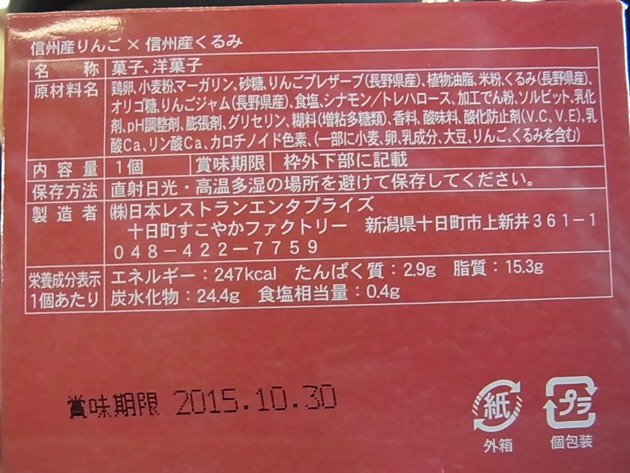 信州産りんご × 信州産くるみ
名称 菓子、洋菓子
原材料名 鶏卵、小麦粉、マーガリン、砂糖、りんごプレザーブ(長野県産)、植物油脂、米粉、くるみ(長野県産)、
オリゴ糖、りんごジャム(長野県産)、食塩、シナモン/トレハロース、加工でん粉、ソルビット、乳化
剤、pH調整剤、膨張剤、グリセリン、糊料(増粘多糖類)、香料、酸味料、酸化防止剤(V.C、V.E)、乳
酸Ca、リン酸Ca、カロチノイド色素、(一部に小麦、卵、乳成分、大豆、りんご、くるみを含む)
内容量 1個 賞味期限 枠外下部に記載
保存方法 直射日光・高温多湿の場所を避けて保存してください。
製造者 ㈱日本レストランエンタプライズ
十日町すこやかファクトリー 新潟県十日町市上新井361-1
048-422-7759
栄養成分表示 エネルギー:247kcal たんぱく質:2.9g 脂質:15.3g
1個あたり 炭水化物:24.4g 食塩相当量:0.4g
賞味期限 2015.10.30
紙 プラ
外箱 個包装